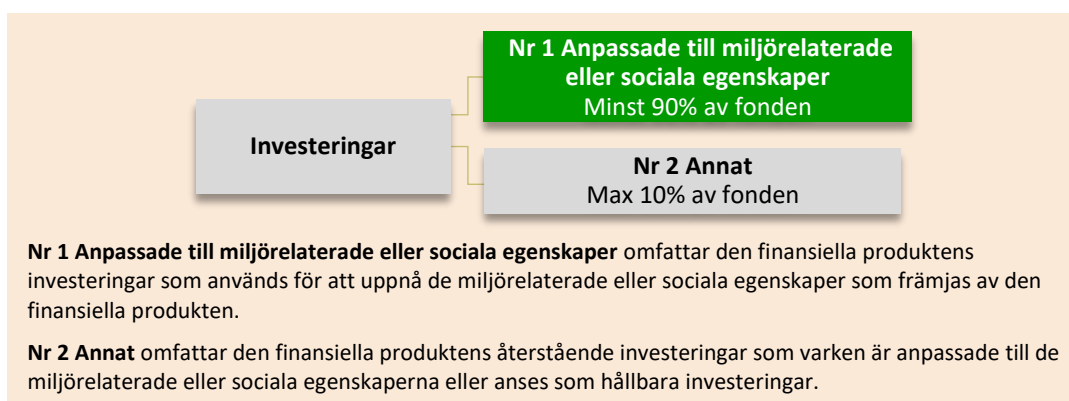 Nr 1 Anpassade till miljörelaterade
eller sociala egenskaper
Minst 90% av fonden
Investeringar
Nr 2 Annat
Max 10% av fonden
Nr 1 Anpassade till miljörelaterade eller sociala egenskaper omfattar den finansiella produktens
investeringar som används för att uppnå de miljörelaterade eller sociala egenskaper som främjas av den
finansiella produkten.
Nr 2 Annat omfattar den finansiella produktens återstående investeringar som varken är anpassade till de
miljörelaterade eller sociala egenskaperna eller anses som hållbara investeringar.